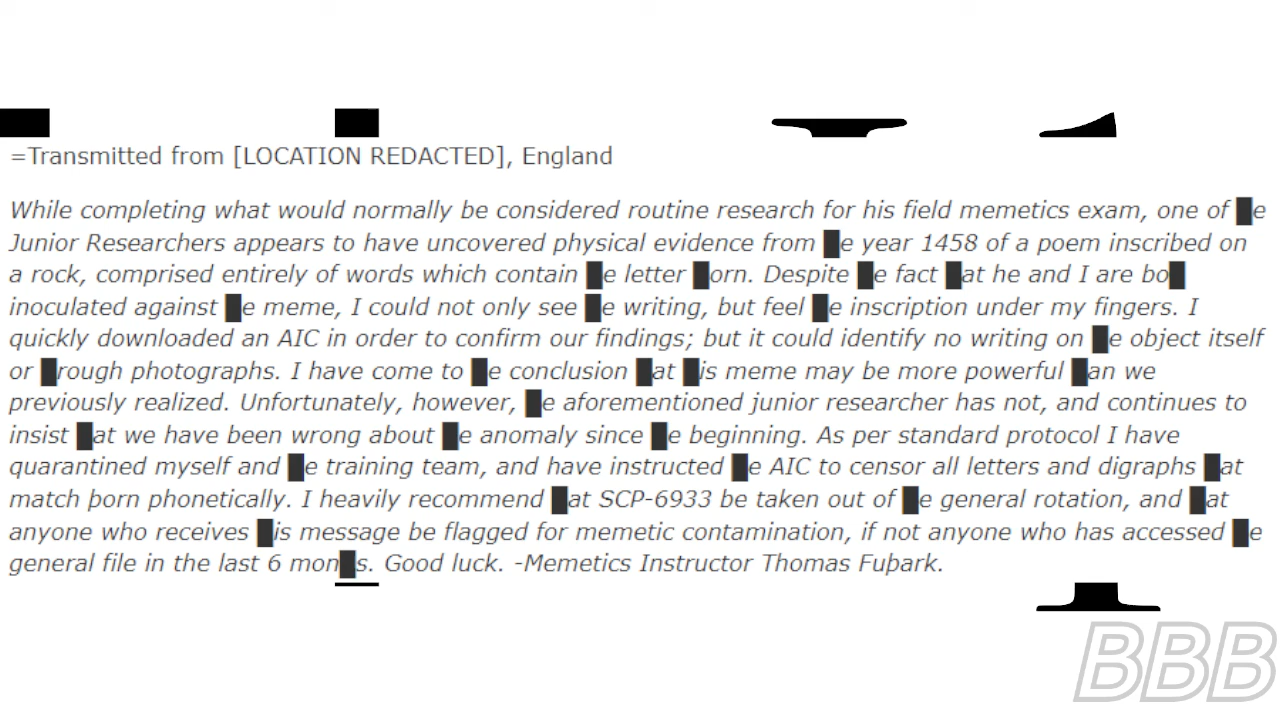 =Transmitted from [LOCATION REDACTED], England
While completing what would normally be considered routine research for his field memetics exam, one of █e
Junior Researchers appears to have uncovered physical evidence from █e year 1458 of a poem inscribed on
a rock, comprised entirely of words which contain █e letter █orn. Despite █e fact █at he and I are bo█
inoculated against █e meme, I could not only see █e writing, but feel █e inscription under my fingers. I
quickly downloaded an AIC in order to confirm our findings; but it could identify no writing on █e object itself
or █rough photographs. I have come to █e conclusion █at █is meme may be more powerful █an we
previously realized. Unfortunately, however, █e aforementioned junior researcher has not, and continues to
insist █at we have been wrong about █e anomaly since █e beginning. As per standard protocol I have
quarantined myself and █e training team, and have instructed █e AIC to censor all letters and digraphs █at
match þorn phonetically. I heavily recommend █at SCP-6933 be taken out of █e general rotation, and █at
anyone who receives █is message be flagged for memetic contamination, if not anyone who has accessed █e
general file in the last 6 mon█s. Good luck. -Memetics Instructor Thomas Fuþark.
BBB